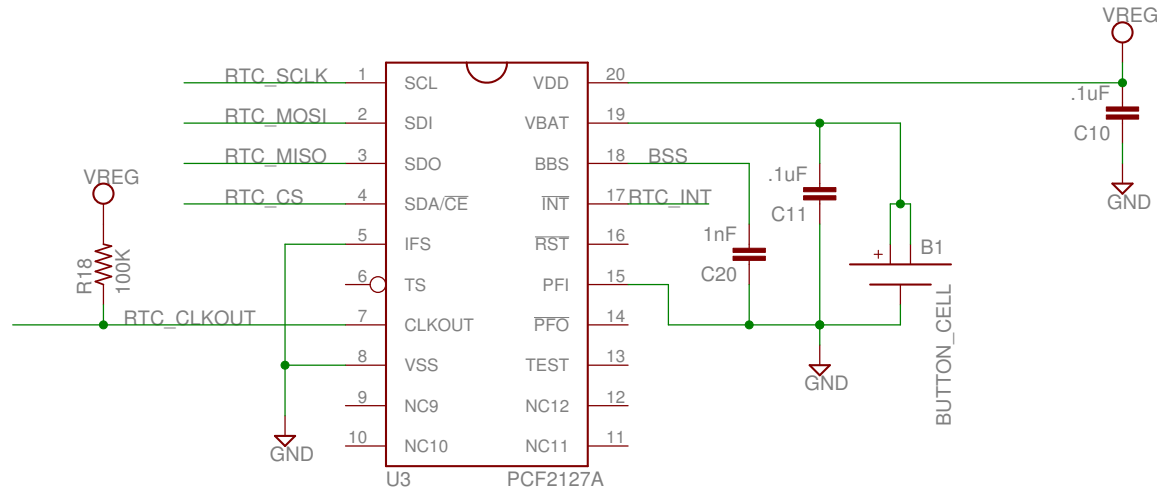 VREG
RTC_SCLK 1 SCL VDD 20
.1uF
C10
RTC_MOSI 2 SDI VBAT 19
RTC_MISO 3 SDO BBS 18 BSS
VREG
.1uF
C11
GND
RTC_CS 4 SDA/CE INT 17 RTC_INT
5 IFS RST 16
1nF
C20
B1
+
R18
100K
6 TS PFI 15
RTC_CLKOUT 7 CLKOUT PFO 14
8 VSS TEST 13
GND
BUTTON_CELL
9 NC9 NC12 12
10 NC10 NC11 11
GND
U3 PCF2127A